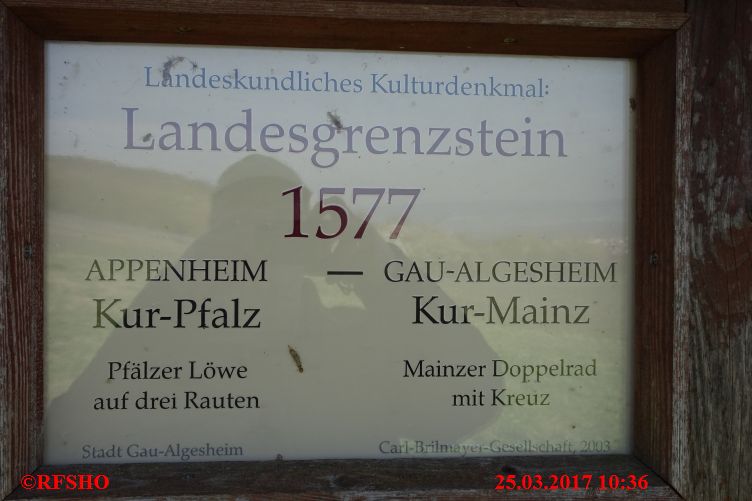 Landeskundliches Kulturdenkmal:
Landesgrenzstein
1577
APPENHEIM — GAU-ALGESHEIM
Kur-Pfalz Kur-Mainz
Pfälzer Löwe Mainzer Doppelrad
auf drei Rauten mit Kreuz
Stadt Gau-Algesheim Carl-Brilmayer-Gesellschaft, 2003
©RFSHO 25.03.2017 10:36